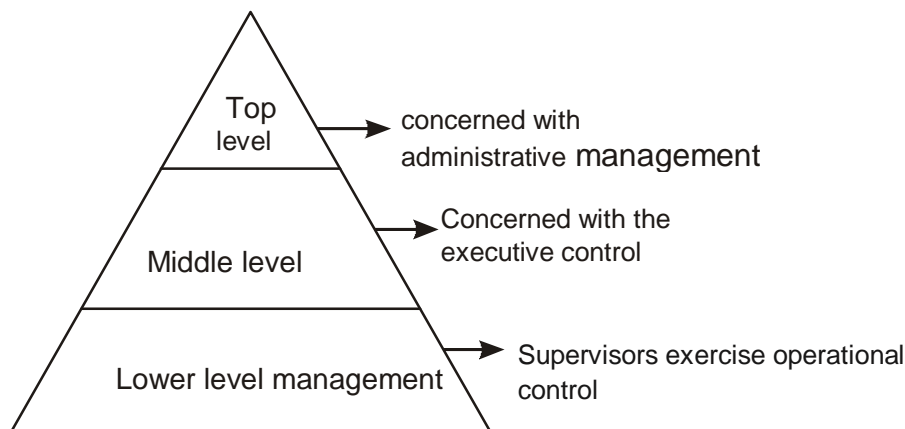 Top
level
concerned with
administrative management
Concerned with the
executive control
Middle level
Supervisors exercise operational
control
Lower level management